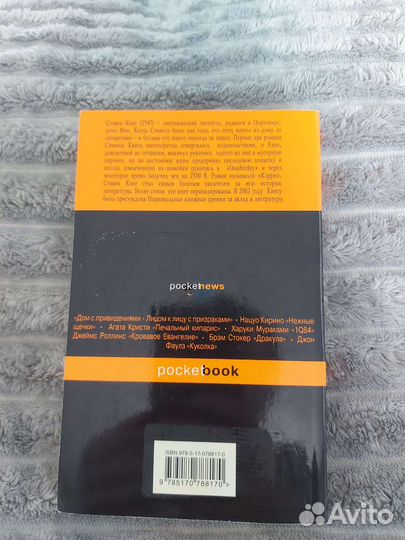 Стивен Кинг (1947) – американский писатель, родился в Портленде,
штат Мэн. Когда Стивену было два года, его отец вышел из дому за
сигаретами – и больше его никто никогда не видел. Первые два романа
Стивена Кинга многократно отвергались издательствами, и Кинг,
доведенный до отчаяния, выкинул рукопись одного из них в мусорную
корзину, но по настоянию жены предпринял последнюю попытку и
послал извлеченную из помойки рукопись в «Doubleday» и через
некоторое время получил чек на 2500 $. Роман назывался «Кэрри».
Стивен Кинг стал самым богатым писателем за всю историю
литературы. Более сотни его книг экранизированы. В 2003 году Кингу
была присуждена Национальная книжная премия за вклад в литературу.
pocketnews
«Дом с привидениями - Лицом к лицу с призраками» • Нацуо Кирино «Нежные
щечки» • Агата Кристи «Печальный кипарис» • Харуки Мураками «1Q84»
Джеймс Роллинс «Кровавое Евангелие» • Брэм Стокер «Дракула» • Джон
Фаулз «Куколка»
pocketbook
ISBN 978-5-17-078817-0
9 785170 788170 >
Avito